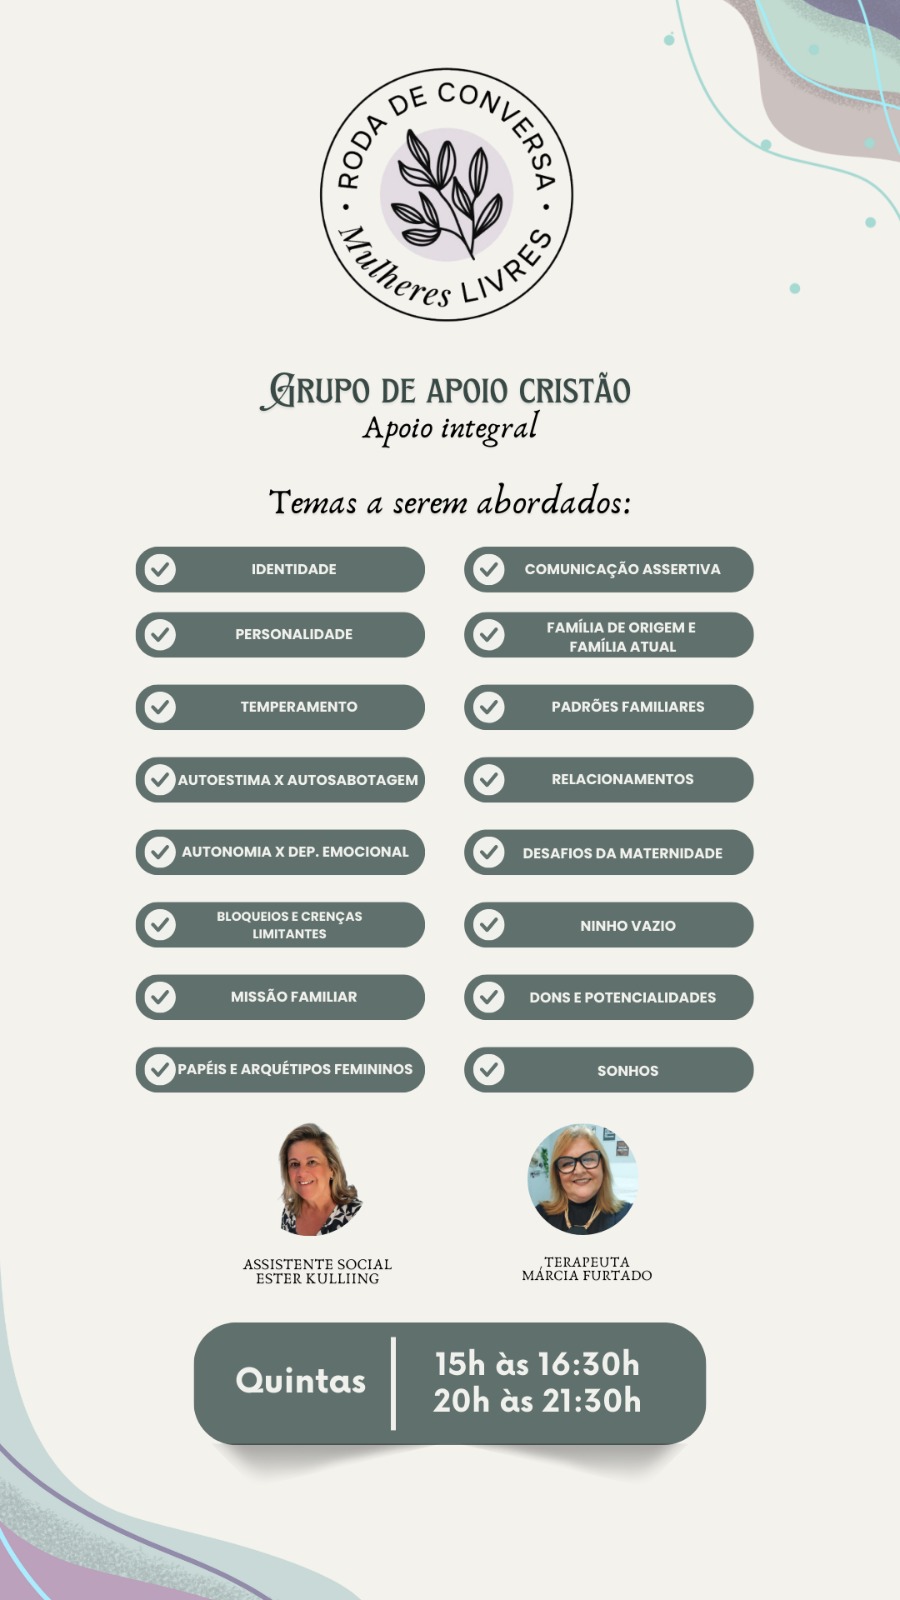 RODA DE CONVERSA
Mulheres LIVRES
GRUPO DE APOIO CRISTÃO
Apoio integral
Temas a serem abordados:
IDENTIDADE
COMUNICAÇÃO ASSERTIVA
PERSONALIDADE
FAMÍLIA DE ORIGEM E
FAMÍLIA ATUAL
TEMPERAMENTO
PADRÕES FAMILIARES
AUTOESTIMA X AUTOSABOTAGEM
RELACIONAMENTOS
AUTONOMIA X DEP. EMOCIONAL
DESAFIOS DA MATERNIDADE
BLOQUEIOS E CRENÇAS
LIMITANTES
NINHO VAZIO
MISSÃO FAMILIAR
DONS E POTENCIALIDADES
PAPÉIS E ARQUÉTIPOS FEMININOS
SONHOS
ASSISTENTE SOCIAL
ESTER KULLIING
TERAPEUTA
MÁRCIA FURTADO
Quintas
15h às 16:30h
20h às 21:30h